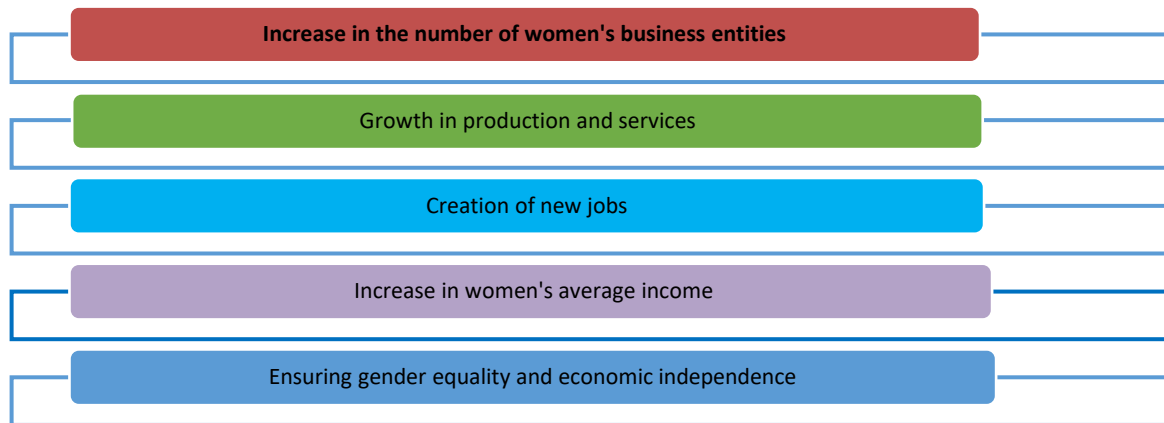 Increase in the number of women's business entities
Growth in production and services
Creation of new jobs
Increase in women's average income
Ensuring gender equality and economic independence